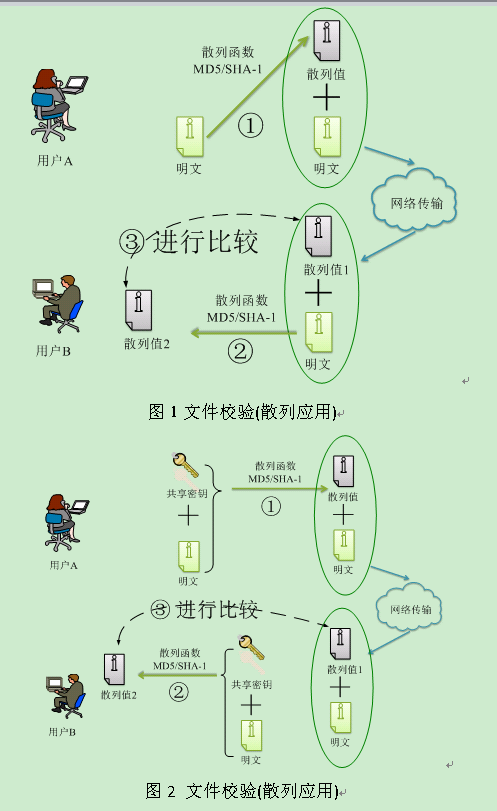 散列函数
MD5/SHA-1
散列值
①
用户A
明文
明文
网络传输
③ 进行比较
散列值1
散列函数
MD5/SHA-1
散列值2
②
用户B
明文
图 1 文件校验(散列应用)
共享密钥
散列函数
MD5/SHA-1
①
散列值
用户A
明文
明文
网络传输
③ 进行比较
散列函数
MD5/SHA-1
散列值1
②
共享密钥
散列值2
用户B
明文
明文
图 2 文件校验(散列应用)